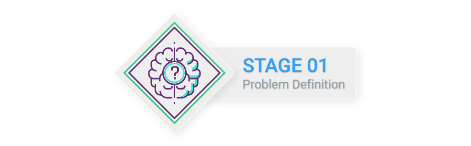 ?
STAGE 01
Problem Definition